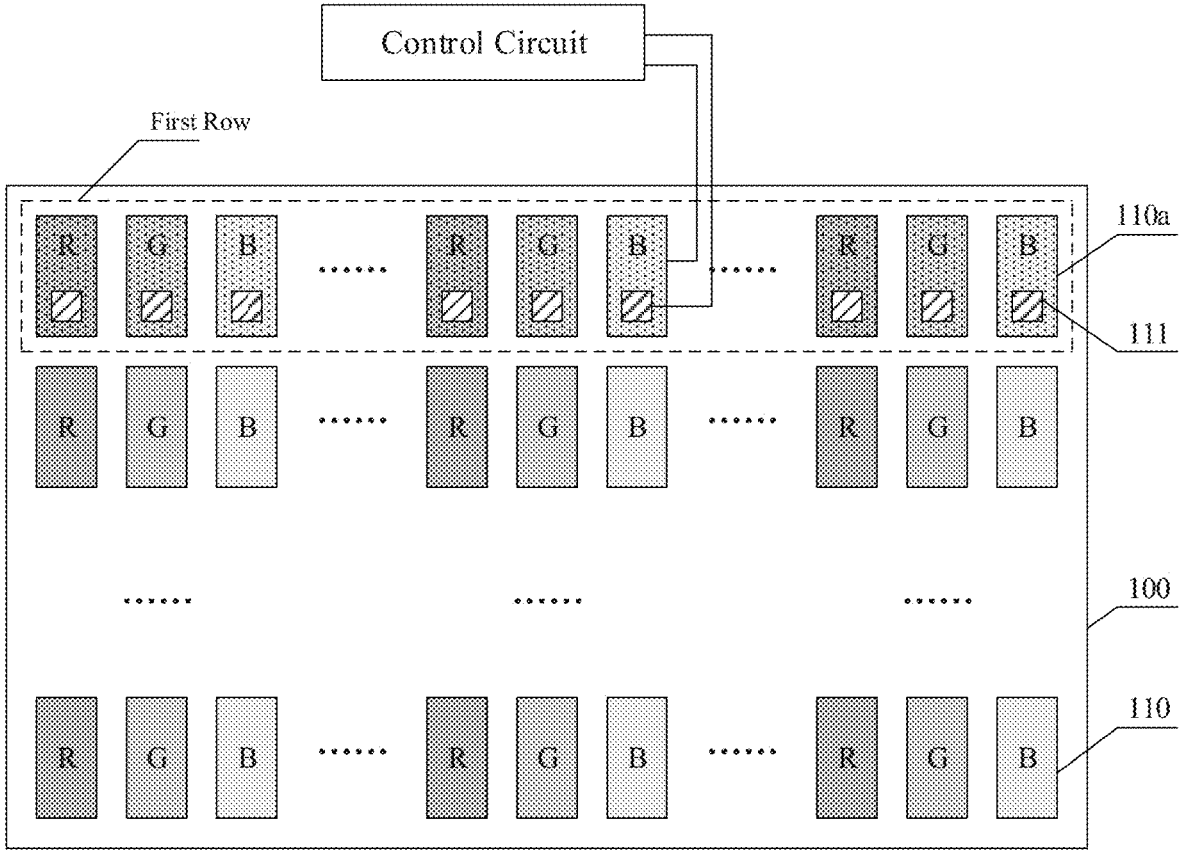 Control Circuit
First Row
R G B ...... R G B ...... R G B
110a
111
R G B ...... R G B ...... R G B
...... ...... ......
100
R G B ...... R G B ...... R G B
110